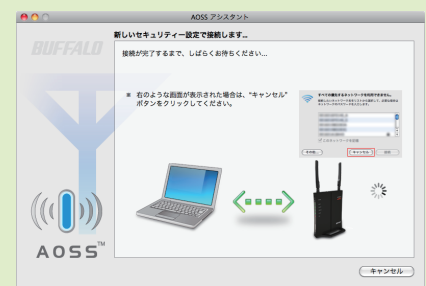 AOSS アシスタント
BUFFALO
新しいセキュリティー設定で接続します...
接続が完了するまで、しばらくお待ちください...
※ 右のような画面が表示された場合は、"キャンセル"
ボタンをクリックしてください。
キャンセル
AOSS™
キャンセル